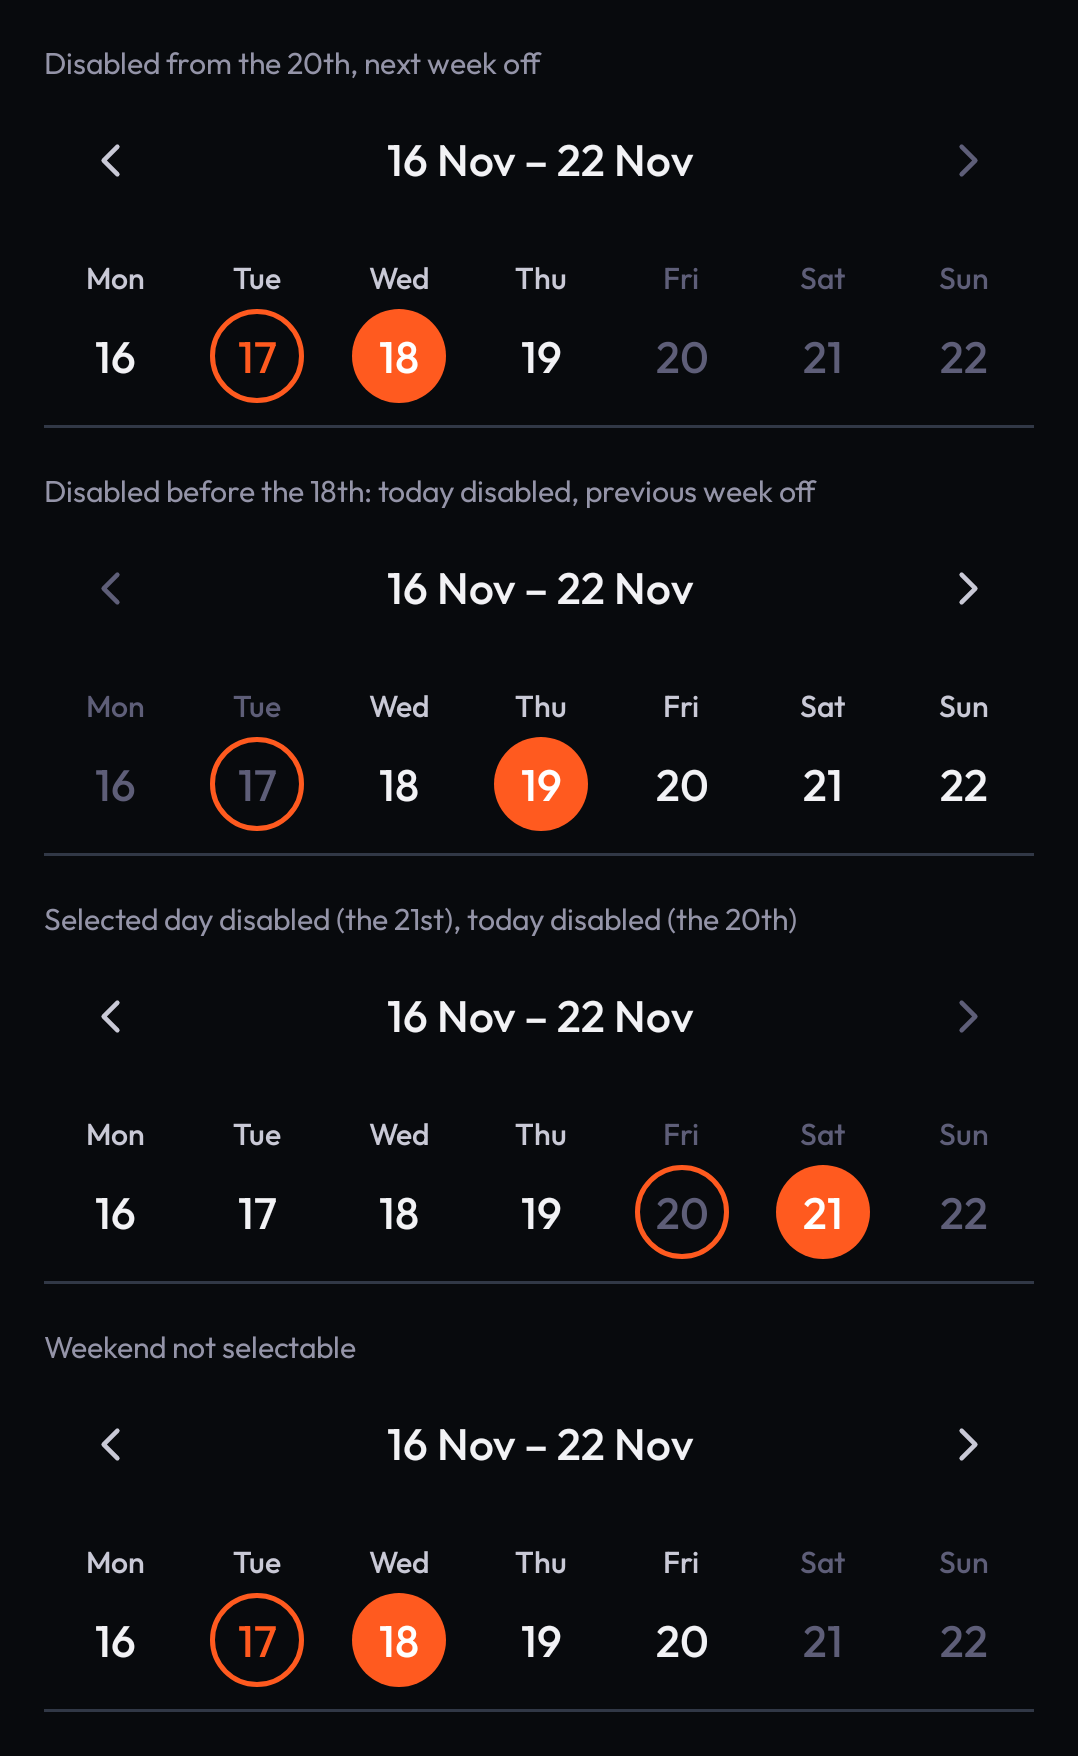 Disabled from the 20th, next week off
16 Nov – 22 Nov
Mon Tue Wed Thu Fri Sat Sun
16 17 18 19 20 21 22
Disabled before the 18th: today disabled, previous week off
16 Nov – 22 Nov
Mon Tue Wed Thu Fri Sat Sun
16 17 18 19 20 21 22
Selected day disabled (the 21st), today disabled (the 20th)
16 Nov – 22 Nov
Mon Tue Wed Thu Fri Sat Sun
16 17 18 19 20 21 22
Weekend not selectable
16 Nov – 22 Nov
Mon Tue Wed Thu Fri Sat Sun
16 17 18 19 20 21 22